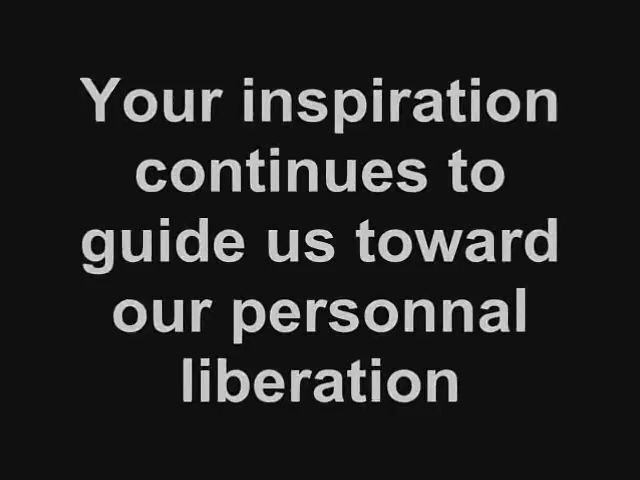 Your inspiration
continues to
guide us toward
our personnal
liberation